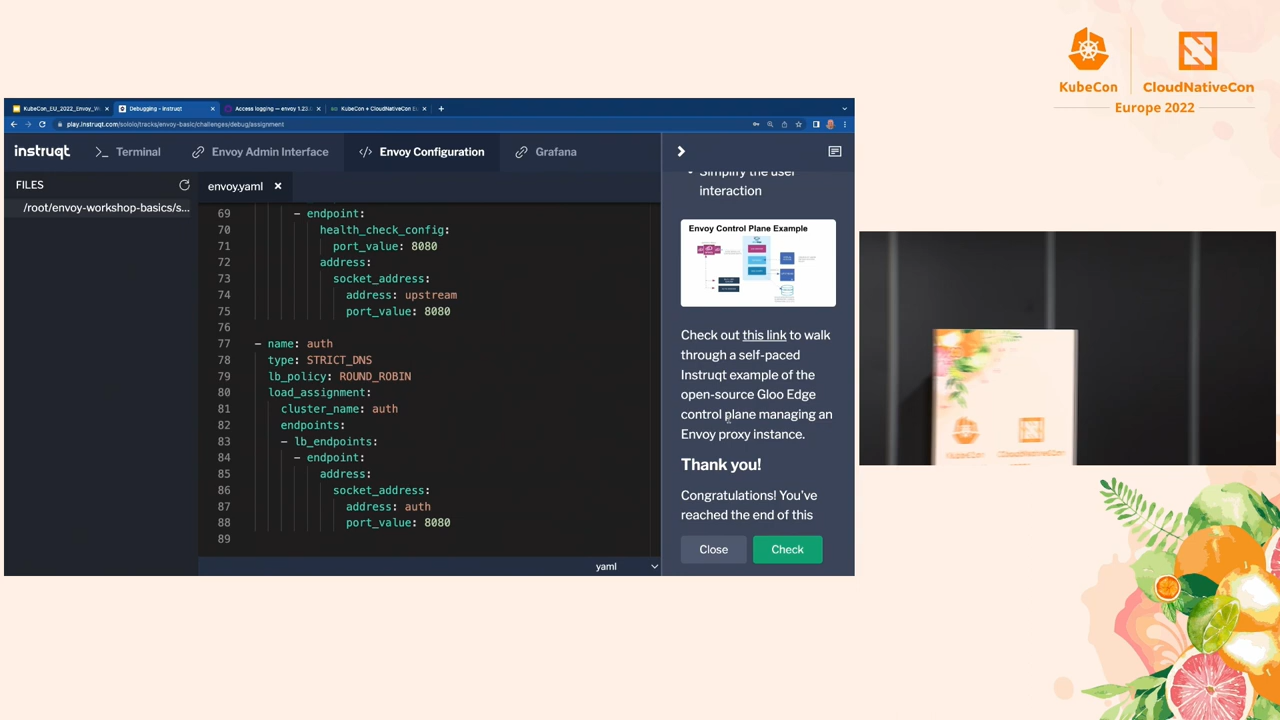 KubeCon
CloudNativeCon
Europe 2022
KubeCon_EU_2022_Envoy_W
Debugging - Instruqt
Access logging — envoy 1.23.
KubeCon + CloudNativeCon E
play.instruqt.com/soloio/tracks/envoy-basic/challenges/debug/assignment
instruqt
Terminal
Envoy Admin Interface
Envoy Configuration
Grafana
FILES
/root/envoy-workshop-basics/s...
envoy.yaml
69 - endpoint:
70 health_check_config:
71 port_value: 8080
72 address:
73 socket_address:
74 address: upstream
75 port_value: 8080
76
77 - name: auth
78 type: STRICT_DNS
79 lb_policy: ROUND_ROBIN
80 load_assignment:
81 cluster_name: auth
82 endpoints:
83 - lb_endpoints:
84 - endpoint:
85 address:
86 socket_address:
87 address: auth
88 port_value: 8080
89
yaml
Simplify the user
interaction
Envoy Control Plane Example
Check out this link to walk
through a self-paced
Instruqt example of the
open-source Gloo Edge
control plane managing an
Envoy proxy instance.
Thank you!
Congratulations! You've
reached the end of this
Close
Check